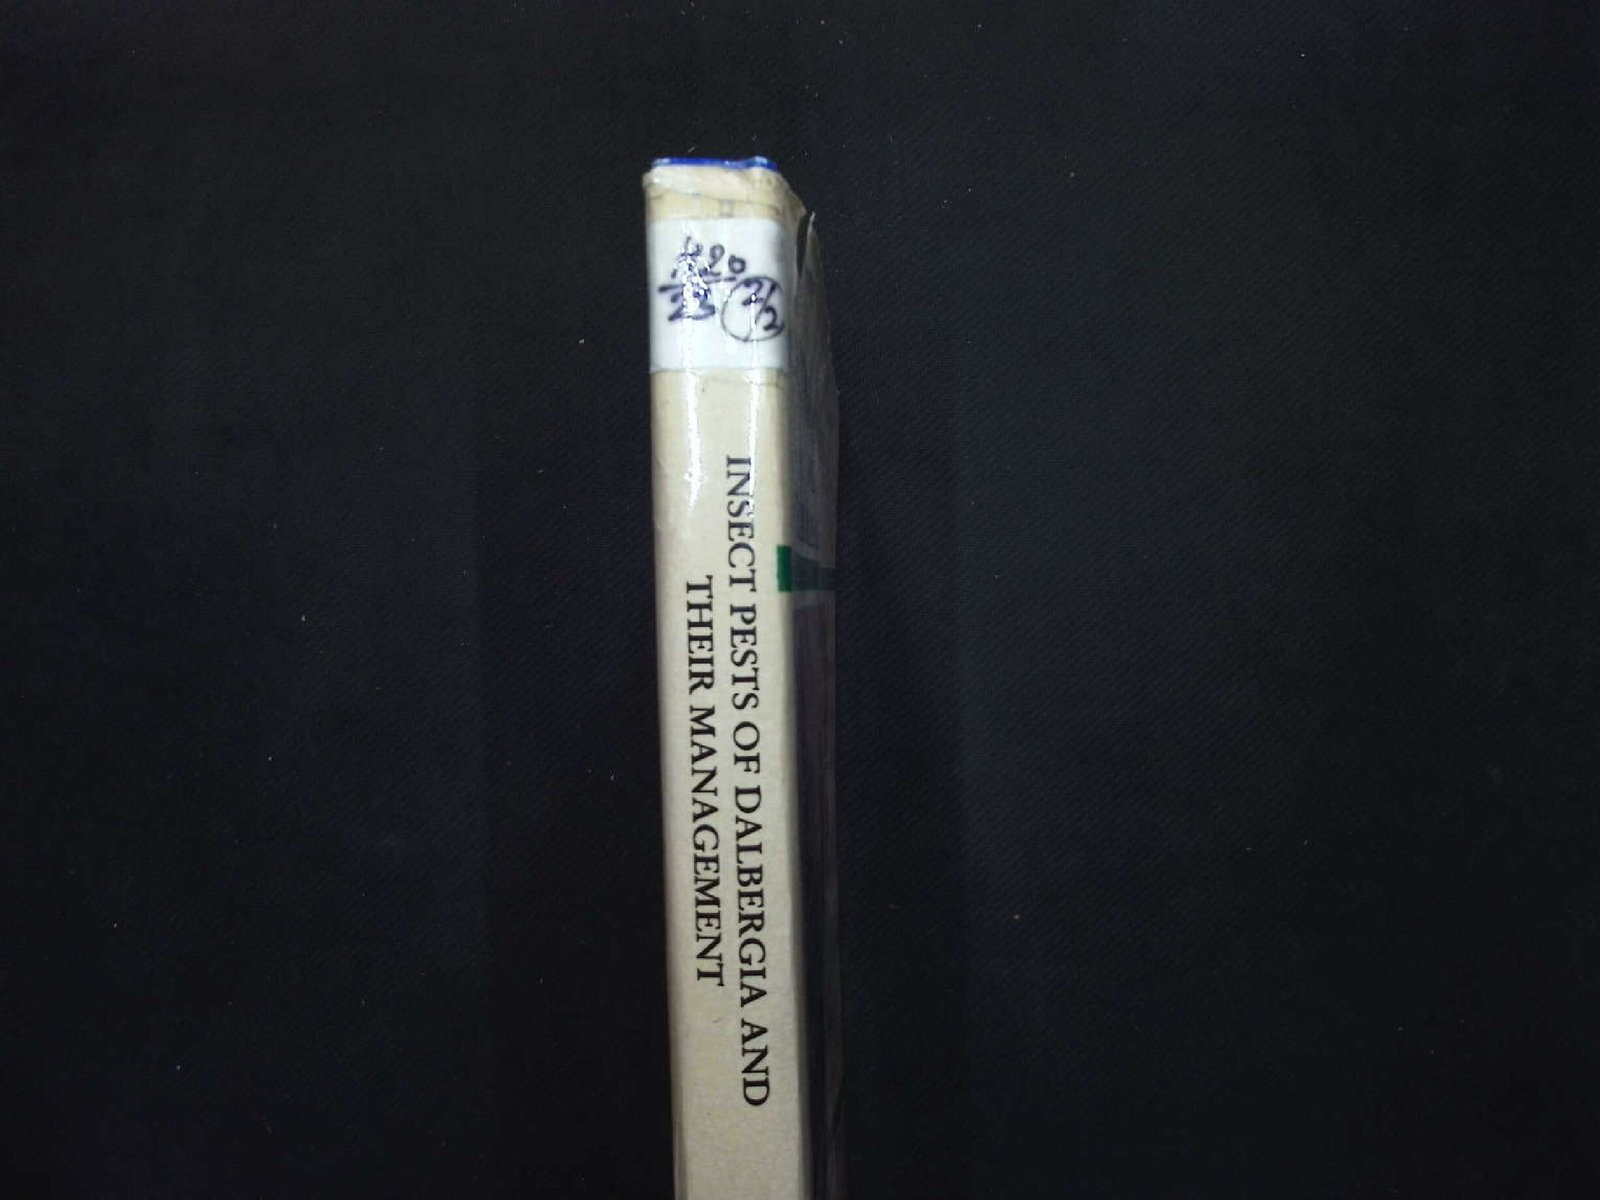 INSECT PESTS OF DALBERGIA AND
THEIR MANAGEMENT